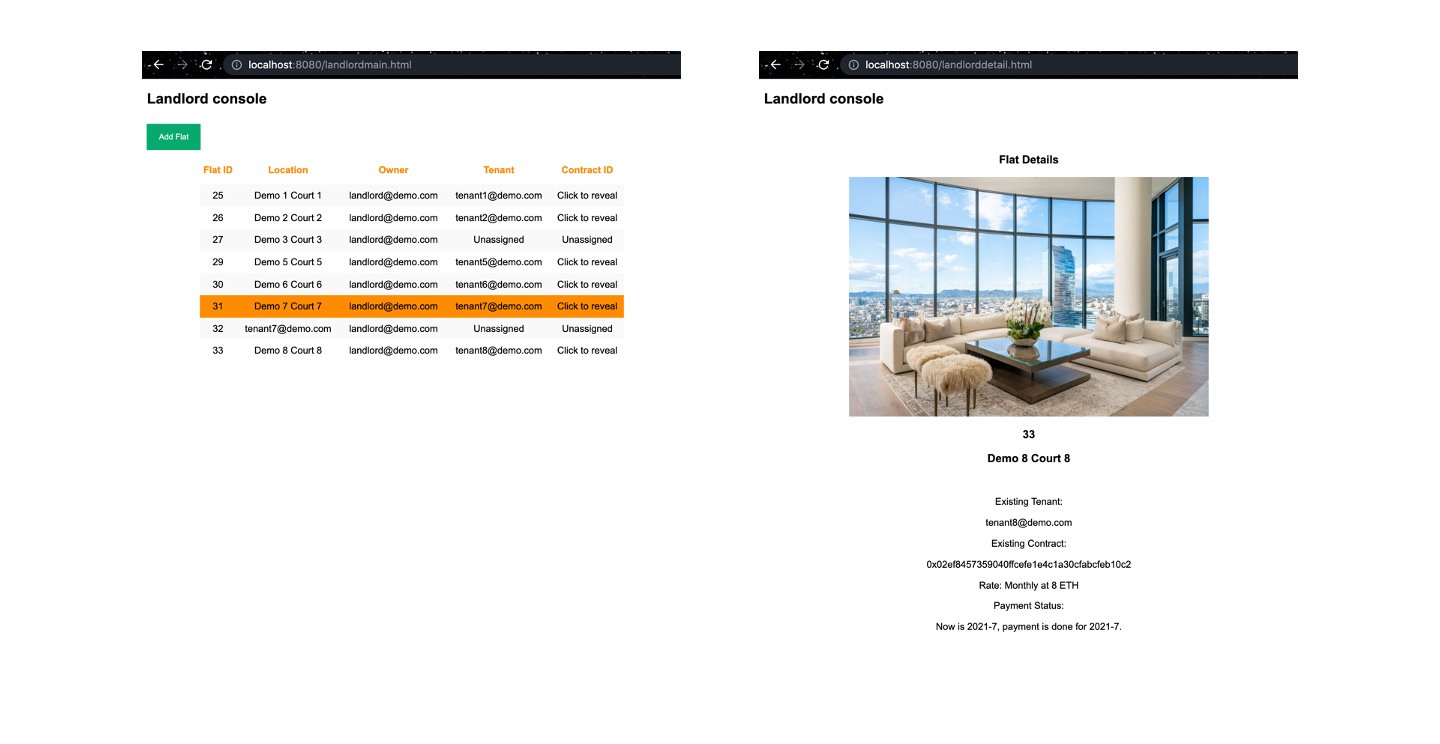 localhost:8080/landlordmain.html
Landlord console
Add Flat
Flat ID Location Owner Tenant Contract ID
25 Demo 1 Court 1 landlord@demo.com tenant1@demo.com Click to reveal
26 Demo 2 Court 2 landlord@demo.com tenant2@demo.com Click to reveal
27 Demo 3 Court 3 landlord@demo.com Unassigned Unassigned
29 Demo 5 Court 5 landlord@demo.com tenant5@demo.com Click to reveal
30 Demo 6 Court 6 landlord@demo.com tenant6@demo.com Click to reveal
31 Demo 7 Court 7 landlord@demo.com tenant7@demo.com Click to reveal
32 tenant7@demo.com landlord@demo.com Unassigned Unassigned
33 Demo 8 Court 8 landlord@demo.com tenant8@demo.com Click to reveal
localhost:8080/landlorddetail.html
Landlord console
Flat Details
33
Demo 8 Court 8
Existing Tenant:
tenant8@demo.com
Existing Contract:
0x02ef8457359040ffcefe1e4c1a30cfabcfeb10c2
Rate: Monthly at 8 ETH
Payment Status:
Now is 2021-7, payment is done for 2021-7.